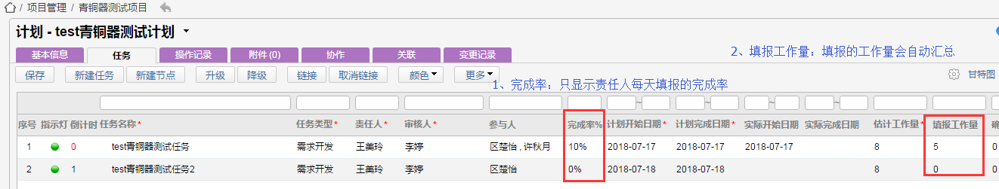 / 项目管理 / 青铜器测试项目
计划 - test青铜器测试计划
基本信息 任务 操作记录 附件(0) 协作 关联 变更记录
2、填报工作量：填报的工作量会自动汇总
保存 新建任务 新建节点 升级 降级 链接 取消链接 颜色 更多 甘特图
1、完成率：只显示责任人每天填报的完成率
~ ~ ~ ~
序号 指示灯 倒计时 任务名称* 任务类型* 责任人* 审核人* 参与人 完成率% 计划开始日期* 计划完成日期* 实际开始日期 实际完成日期 估计工作量* 填报工作量
1 0 test青铜器测试任务 需求开发 王美玲 李婷 区楚怡 , 许秋月 10% 2018-07-17 2018-07-17 2018-07-17 8 5 0
2 1 test青铜器测试任务2 需求开发 王美玲 李婷 区楚怡 0% 2018-07-18 2018-07-18 8 0 0